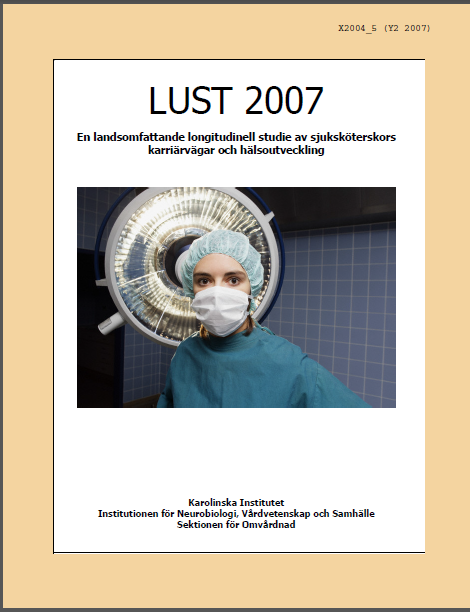 X2004_5 (Y2 2007)
LUST 2007
En landsomfattande longitudinell studie av sjuksköterskors
karriärvägar och hälsoutveckling
Karolinska Institutet
Institutionen för Neurobiologi, Vårdvetenskap och Samhälle
Sektionen för Omvårdnad